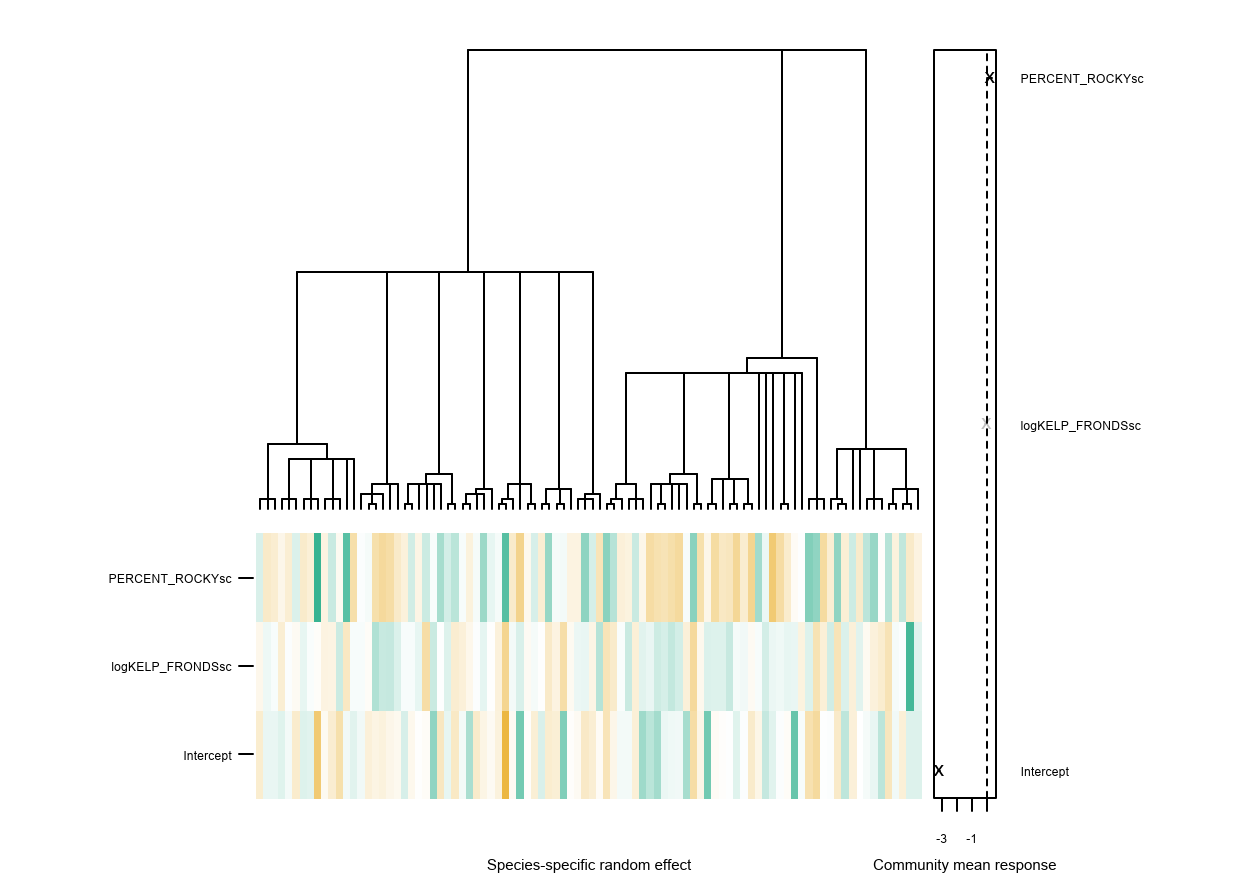 X PERCENT_ROCKYsc
X logKELP_FRONDSsc
PERCENT_ROCKYsc
logKELP_FRONDSsc
Intercept
X Intercept
-3 -1
Species-specific random effect Community mean response